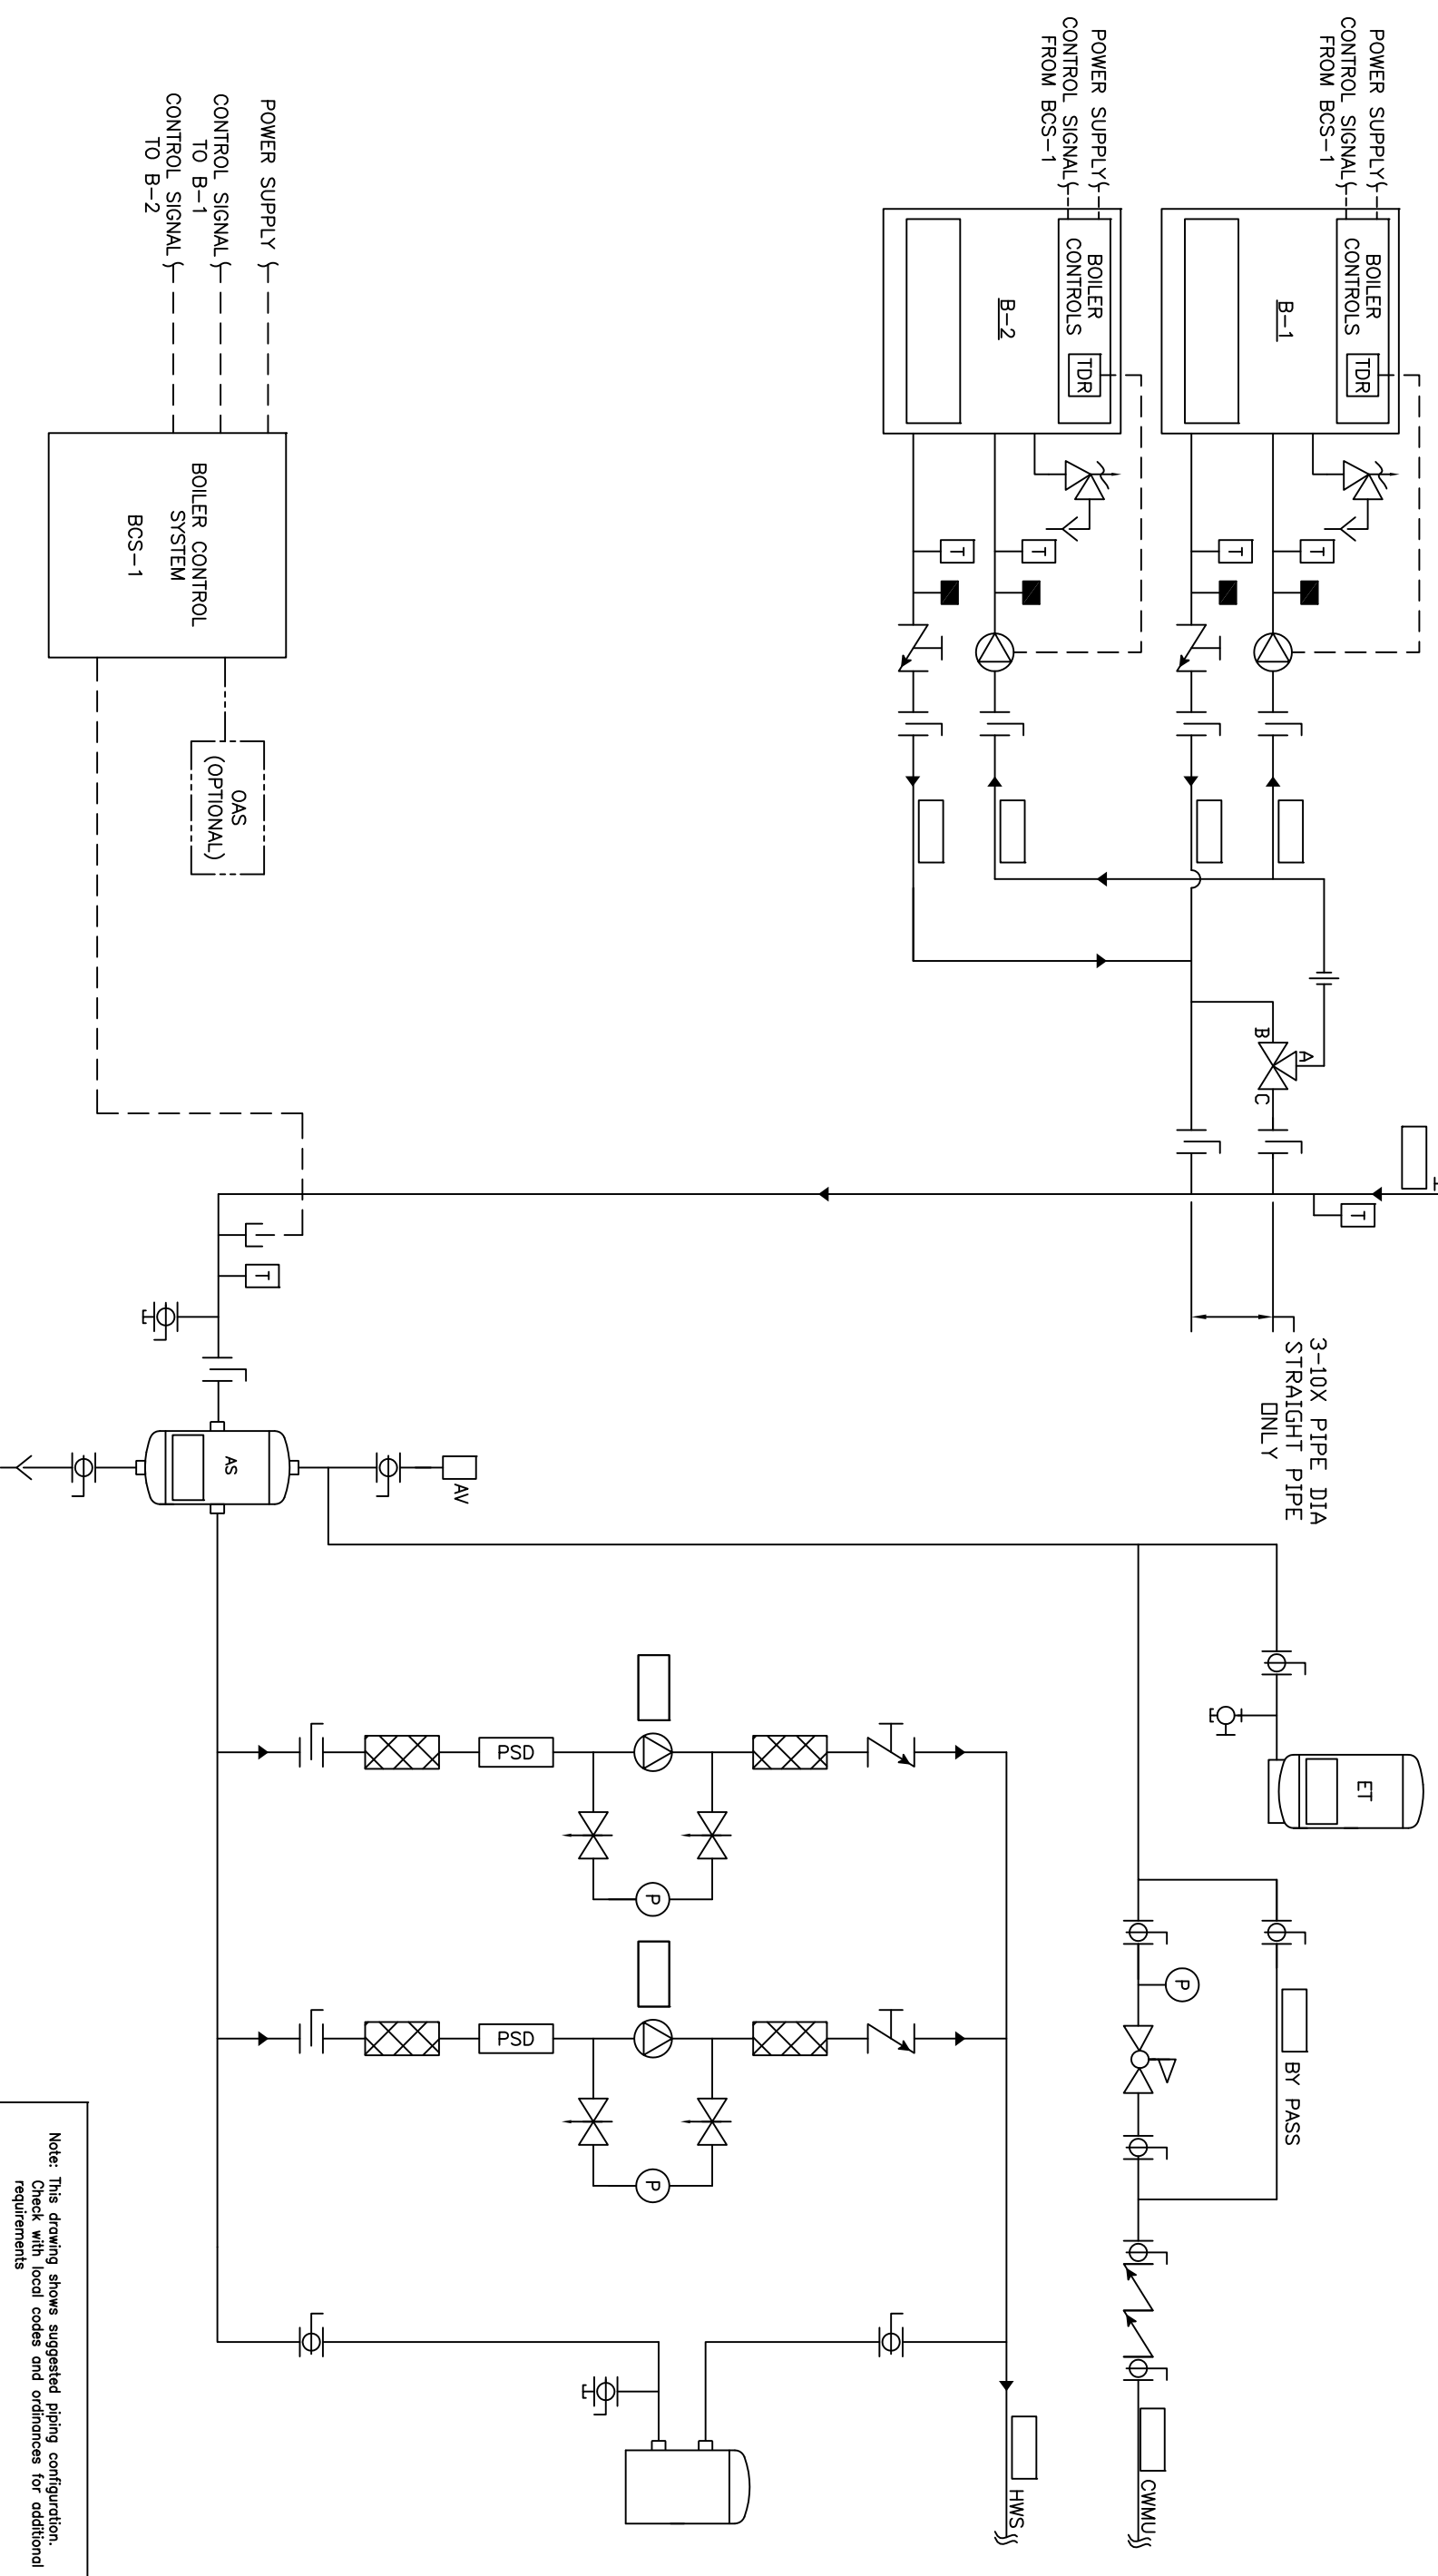 POWER SUPPLY
CONTROL SIGNAL
FROM BCS-1
BOILER
CONTROLS
TDR
B-1
T
T
POWER SUPPLY
CONTROL SIGNAL
FROM BCS-1
BOILER
CONTROLS
TDR
B-2
T
T
A
B
C
T
3-10X PIPE DIA
STRAIGHT PIPE
ONLY
POWER SUPPLY
CONTROL SIGNAL
TO B-1
CONTROL SIGNAL
TO B-2
BOILER CONTROL
SYSTEM
BCS-1
OAS
(OPTIONAL)
T
AS
AV
ET
PSD
P
PSD
P
P
BY PASS
CWMU
HWS
Note: This drawing shows suggested piping configuration.
Check with local codes and ordinances for additional
requirements